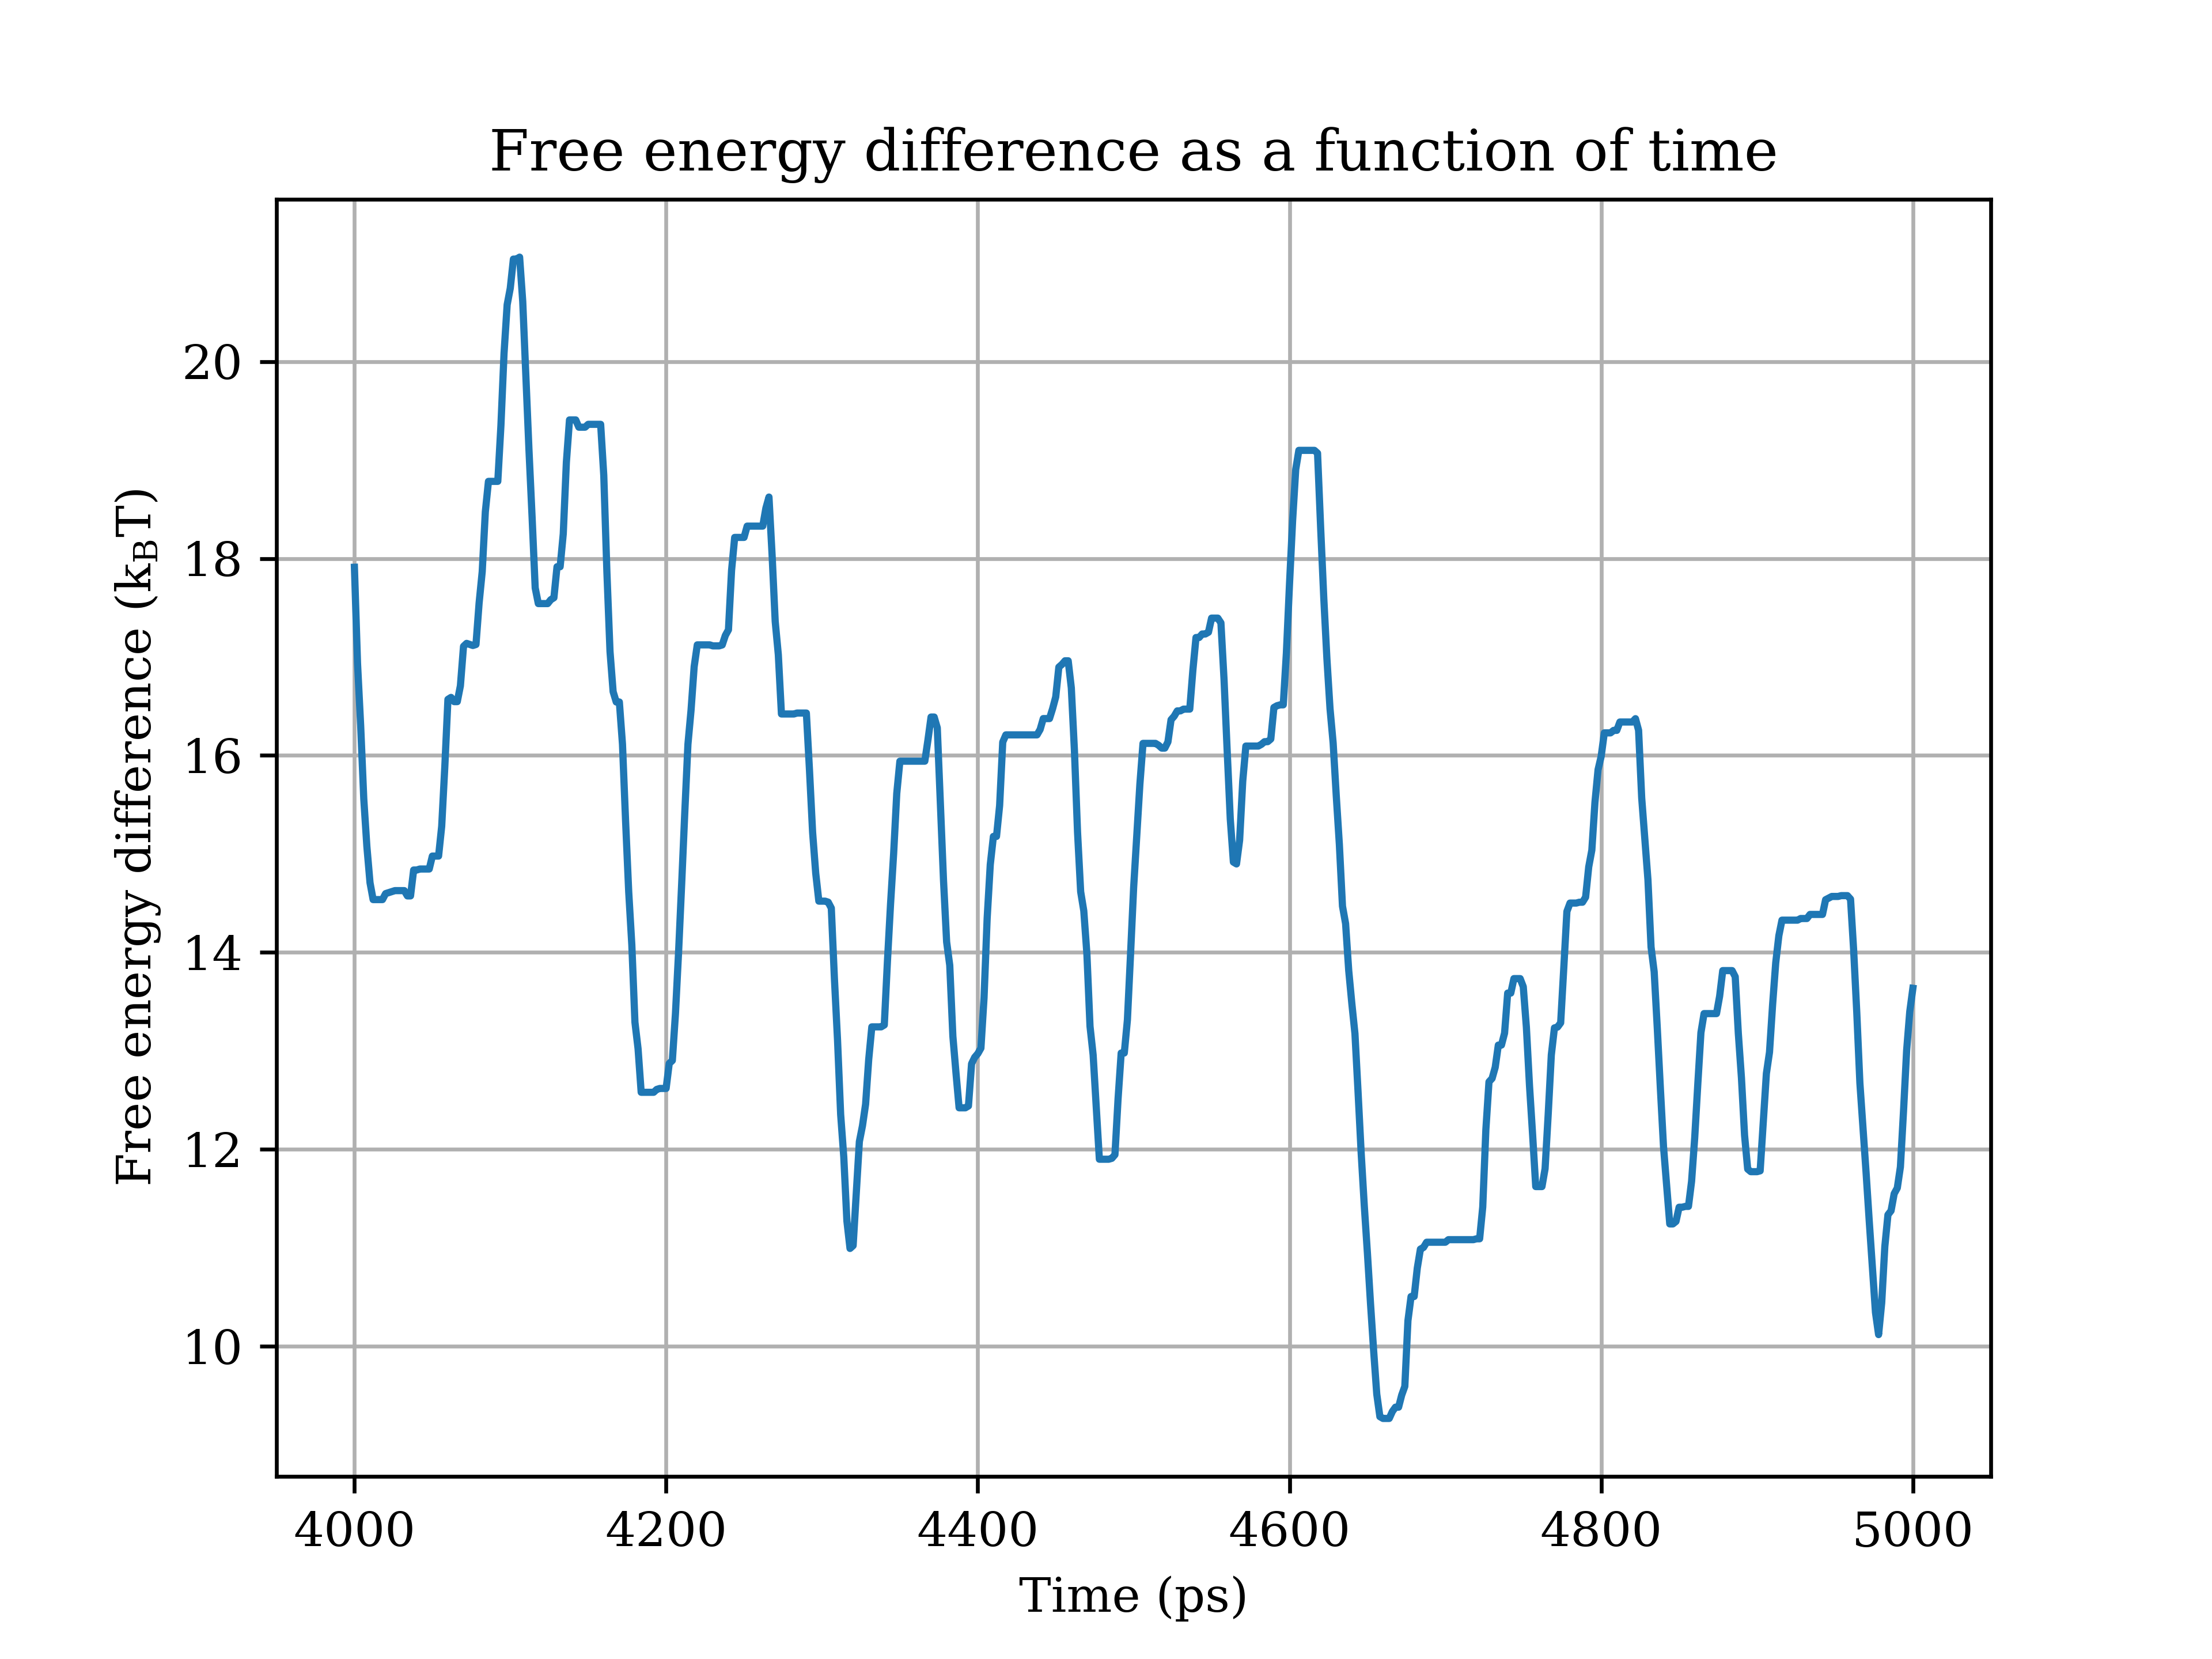 Free energy difference as a function of time
Free energy difference (k_BT)
20
18
16
14
12
10
4000 4200 4400 4600 4800 5000
Time (ps)